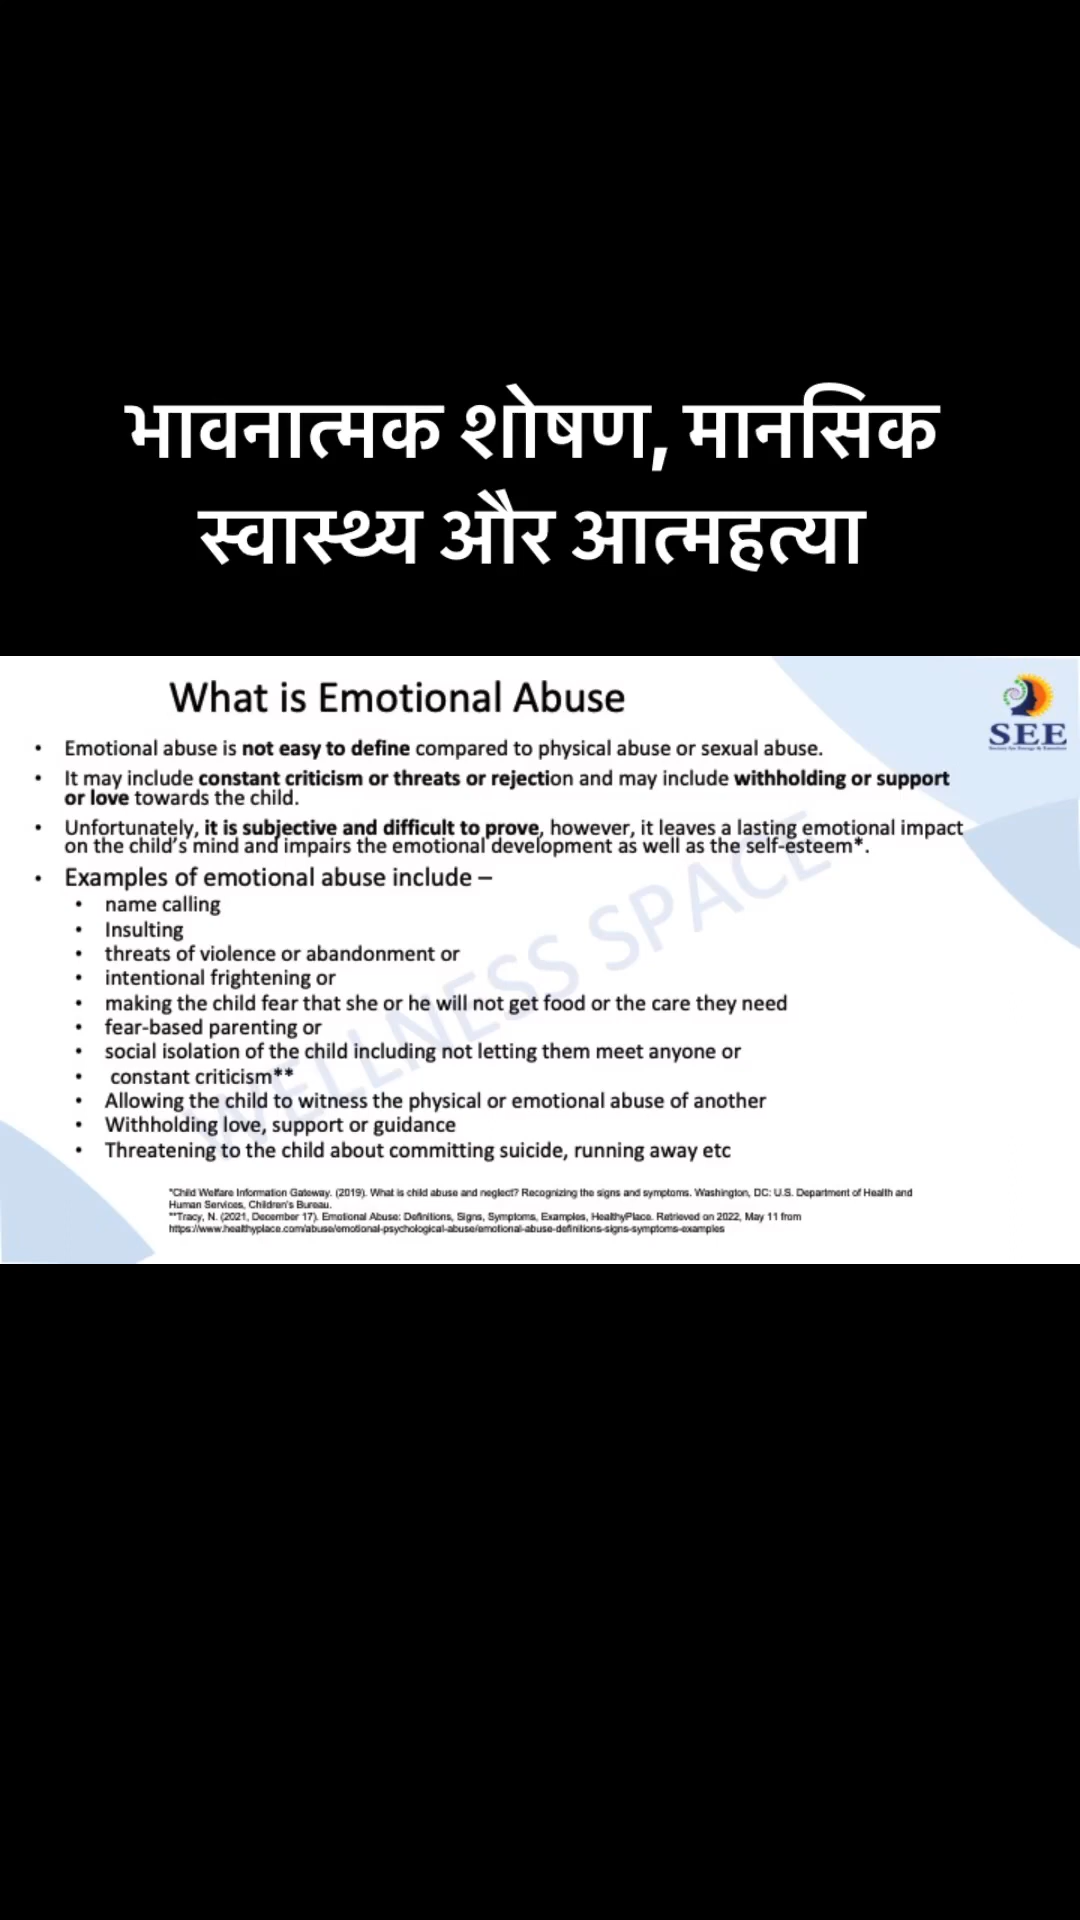 भावनात्मक शोषण, मानसिक
स्वास्थ्य और आत्महत्या
What is Emotional Abuse
SEE
• Emotional abuse is not easy to define compared to physical abuse or sexual abuse.
• It may include constant criticism or threats or rejection and may include withholding or support
or love towards the child.
• Unfortunately, it is subjective and difficult to prove, however, it leaves a lasting emotional impact
on the child's mind and impairs the emotional development as well as the self-esteem*.
• Examples of emotional abuse include –
• name calling
• Insulting
• threats of violence or abandonment or
• intentional frightening or
• making the child fear that she or he will not get food or the care they need
• fear-based parenting or
• social isolation of the child including not letting them meet anyone or
• constant criticism**
• Allowing the child to witness the physical or emotional abuse of another
• Withholding love, support or guidance
• Threatening to the child about committing suicide, running away etc
WELLNESS SPACE
*Child Welfare Information Gateway. (2019). What is child abuse and neglect? Recognizing the signs and symptoms. Washington, DC: U.S. Department of Health and
Human Services, Children's Bureau.
**Tracy, N. (2021, December 17). Emotional Abuse: Definitions, Signs, Symptoms, Examples, HealthyPlace. Retrieved on 2022, May 11 from
https://www.healthyplace.com/abuse/emotional-psychological-abuse/emotional-abuse-definitions-signs-symptoms-examples